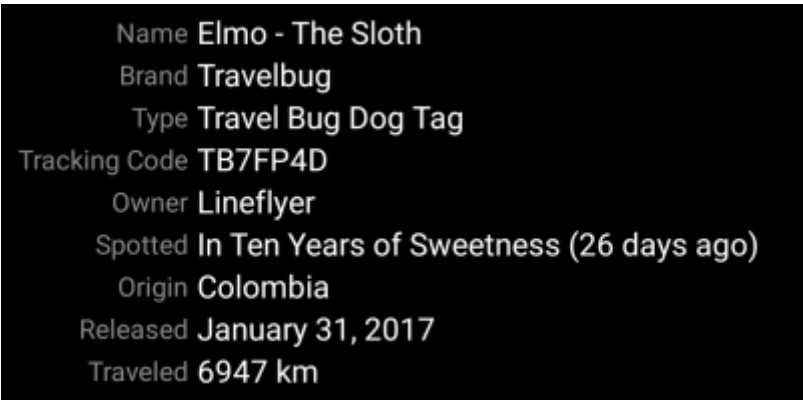 Name Elmo - The Sloth
Brand Travelbug
Type Travel Bug Dog Tag
Tracking Code TB7FP4D
Owner Lineflyer
Spotted In Ten Years of Sweetness (26 days ago)
Origin Colombia
Released January 31, 2017
Traveled 6947 km